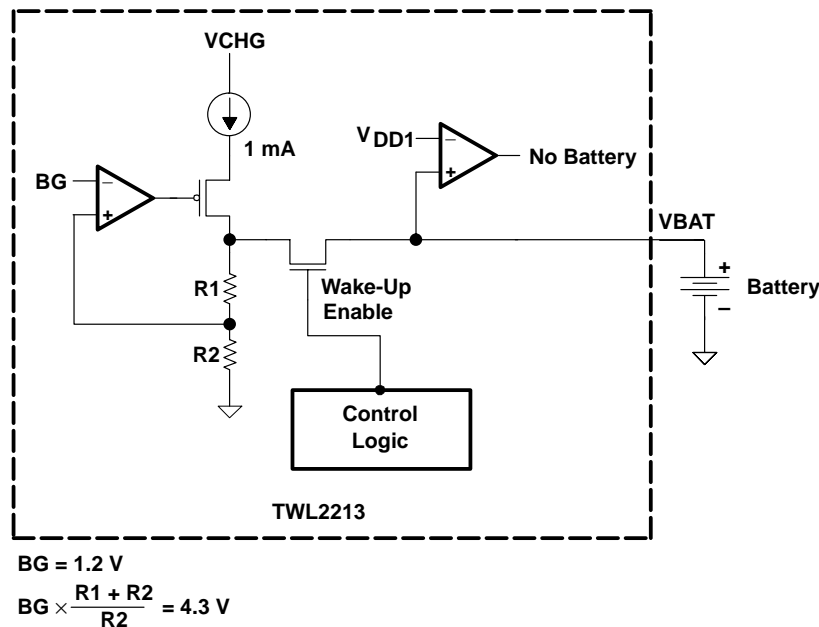 VCHG
1 mA
BG
−
+
V DD1
−
+
No Battery
VBAT
R1
R2
Wake-Up
Enable
+
−
Battery
Control
Logic
TWL2213
BG = 1.2 V
BG × R1 + R2 / R2 = 4.3 V